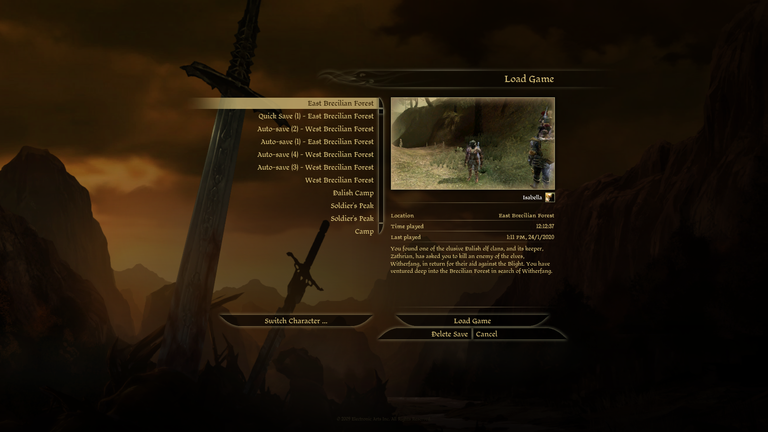 Load Game
East Brecilian Forest
Quick Save (1) - East Brecilian Forest
Auto-save (2) - West Brecilian Forest
Auto-save (1) - East Brecilian Forest
Auto-save (4) - West Brecilian Forest
Auto-save (3) - West Brecilian Forest
West Brecilian Forest
Dalish Camp
Soldier's Peak
Soldier's Peak
Camp
Isabella
Location East Brecilian Forest
Time played 12:12:37
Last played 1:11 PM, 24/1/2020
You found one of the elusive Dalish elf clans, and its keeper,
Zathrian, has asked you to kill an enemy of the elves,
Witherfang, in return for their aid against the Blight. You have
ventured deep into the Brecilian Forest in search of Witherfang.
Switch Character ...
Load Game
Delete Save | Cancel